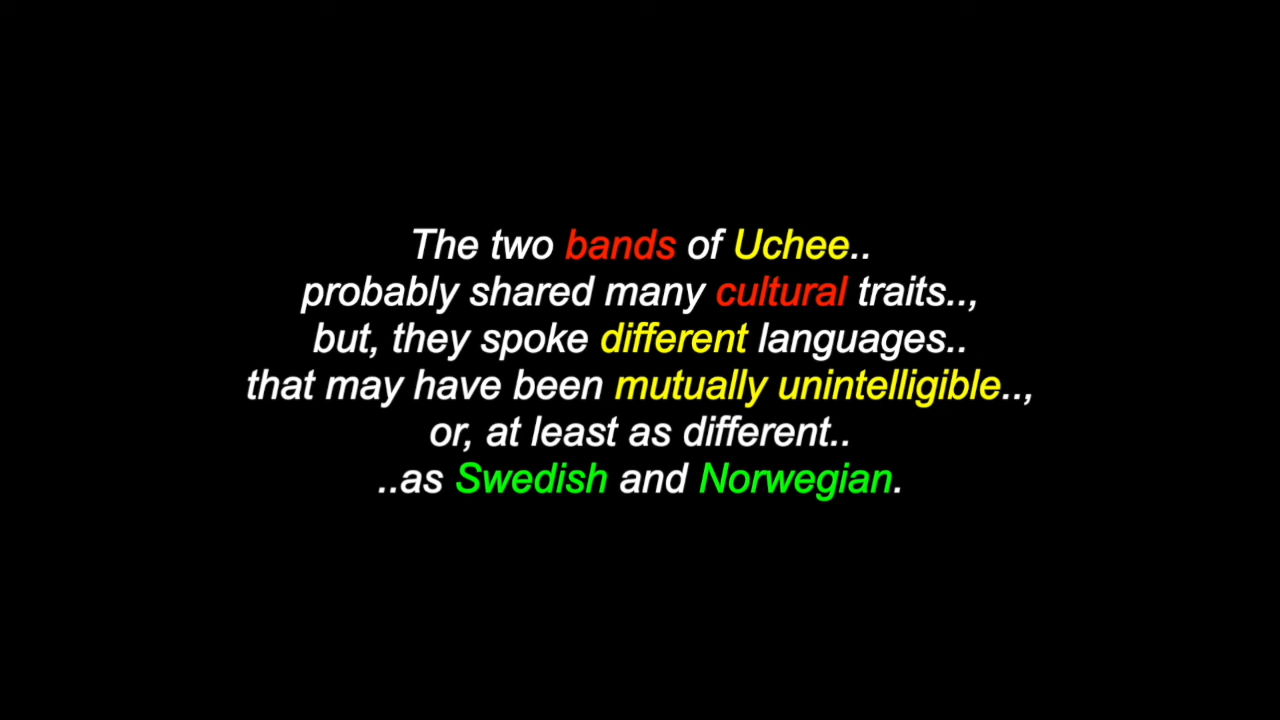 The two bands of Uchee..
probably shared many cultural traits..,
but, they spoke different languages..
that may have been mutually unintelligible..,
or, at least as different..
..as Swedish and Norwegian.